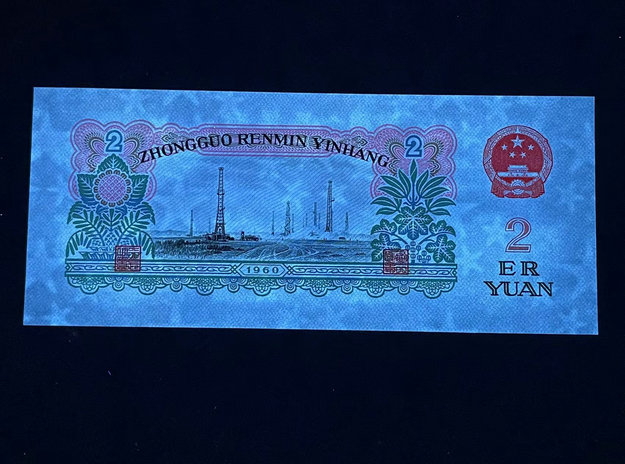 2
2
ZHONGGUO RENMIN YINHANG
1960
2
ER
YUAN